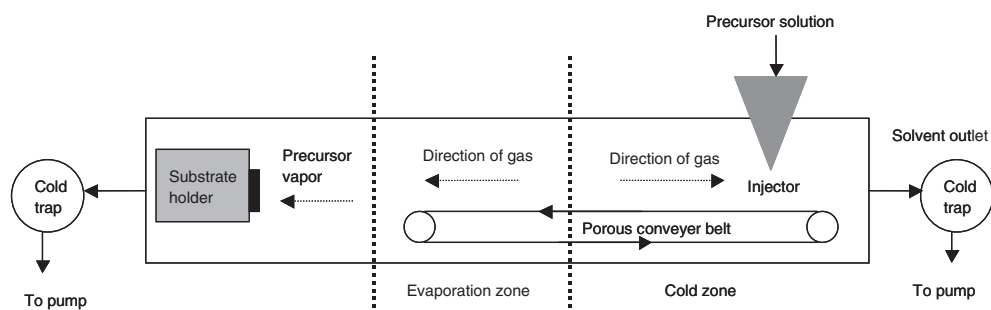 Precursor solution
Solvent outlet
Substrate
holder
Precursor
vapor
Direction of gas
Direction of gas
Injector
Cold
trap
Cold
trap
Porous conveyer belt
To pump
Evaporation zone
Cold zone
To pump